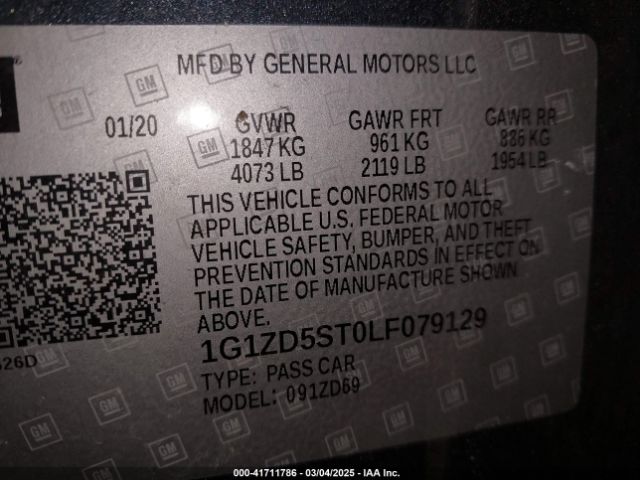 MFD BY GENERAL MOTORS LLC
01/20 GVWR GAWR FRT GAWR RR
1847 KG 961 KG 886 KG
4073 LB 2119 LB 1954 LB
THIS VEHICLE CONFORMS TO ALL
APPLICABLE U.S. FEDERAL MOTOR
VEHICLE SAFETY, BUMPER, AND THEFT
PREVENTION STANDARDS IN EFFECT ON
THE DATE OF MANUFACTURE SHOWN
ABOVE.
1G1ZD5ST0LF079129
TYPE: PASS CAR
MODEL: 091ZD69
GM
000-41711786 - 03/04/2025 - IAA Inc.